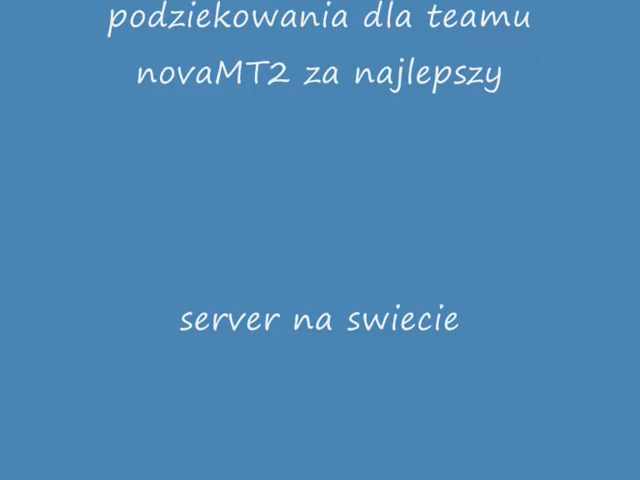 podziekowania dla teamu
novaMT2 za najlepszy
server na swiecie